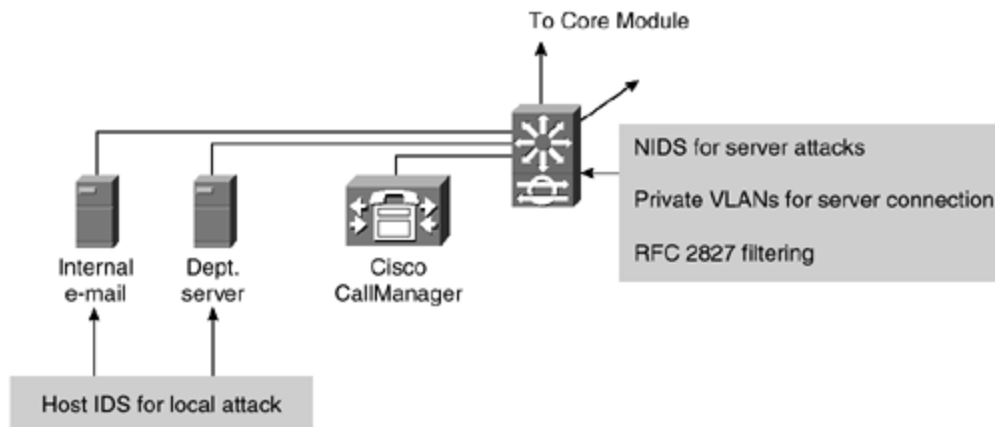 To Core Module
NIDS for server attacks
Private VLANs for server connection
RFC 2827 filtering
Internal
e-mail
Dept.
server
Cisco
CallManager
Host IDS for local attack